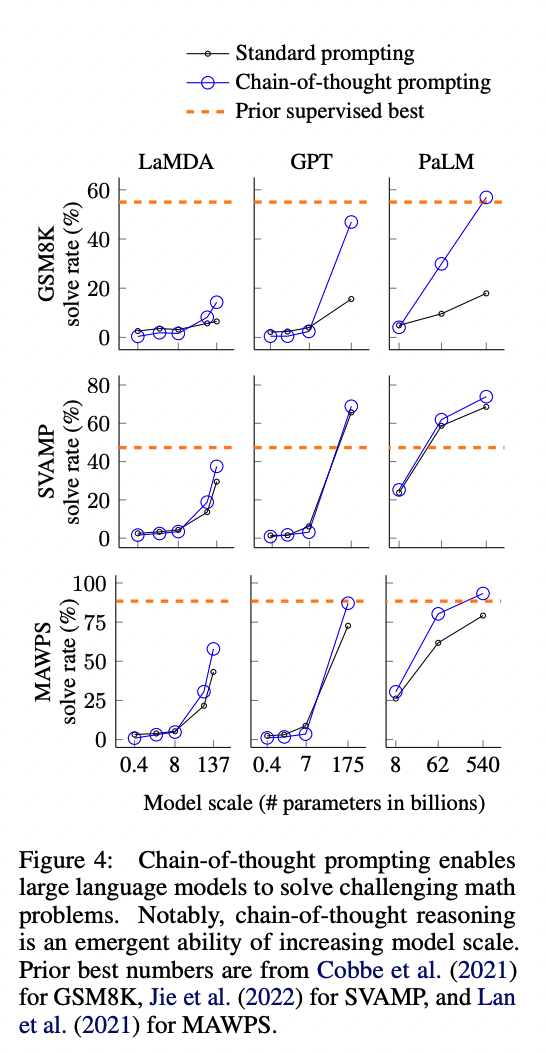 Standard prompting
Chain-of-thought prompting
Prior supervised best
LaMDA GPT PaLM
GSM8K
solve rate (%)
60
40
20
0
SVAMP
solve rate (%)
80
60
40
20
0
MAWPS
solve rate (%)
100
75
50
25
0
0.4 8 137 0.4 7 175 8 62 540
Model scale (# parameters in billions)
Figure 4: Chain-of-thought prompting enables
large language models to solve challenging math
problems. Notably, chain-of-thought reasoning
is an emergent ability of increasing model scale.
Prior best numbers are from Cobbe et al. (2021)
for GSM8K, Jie et al. (2022) for SVAMP, and Lan
et al. (2021) for MAWPS.